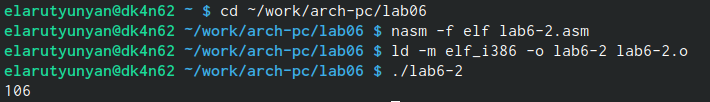 elarutyunyan@dk4n62 ~ $ cd ~/work/arch-pc/lab06
elarutyunyan@dk4n62 ~/work/arch-pc/lab06 $ nasm -f elf lab6-2.asm
elarutyunyan@dk4n62 ~/work/arch-pc/lab06 $ ld -m elf_i386 -o lab6-2 lab6-2.o
elarutyunyan@dk4n62 ~/work/arch-pc/lab06 $ ./lab6-2
106